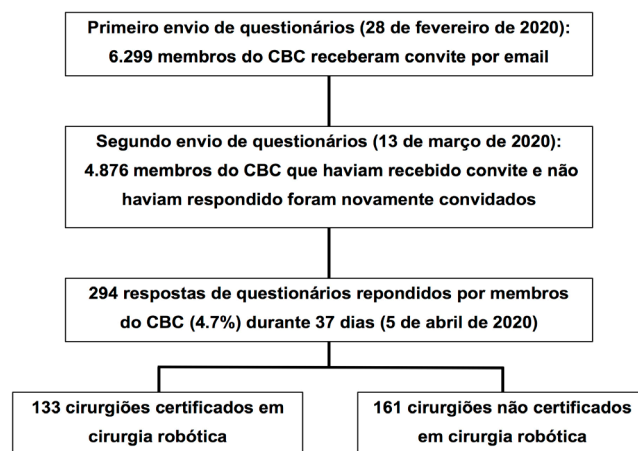 Primeiro envio de questionários (28 de fevereiro de 2020):
6.299 membros do CBC receberam convite por email
Segundo envio de questionários (13 de março de 2020):
4.876 membros do CBC que haviam recebido convite e não
haviam respondido foram novamente convidados
294 respostas de questionários repondidos por membros
do CBC (4.7%) durante 37 dias (5 de abril de 2020)
133 cirurgiões certificados em
cirurgia robótica
161 cirurgiões não certificados
em cirurgia robótica